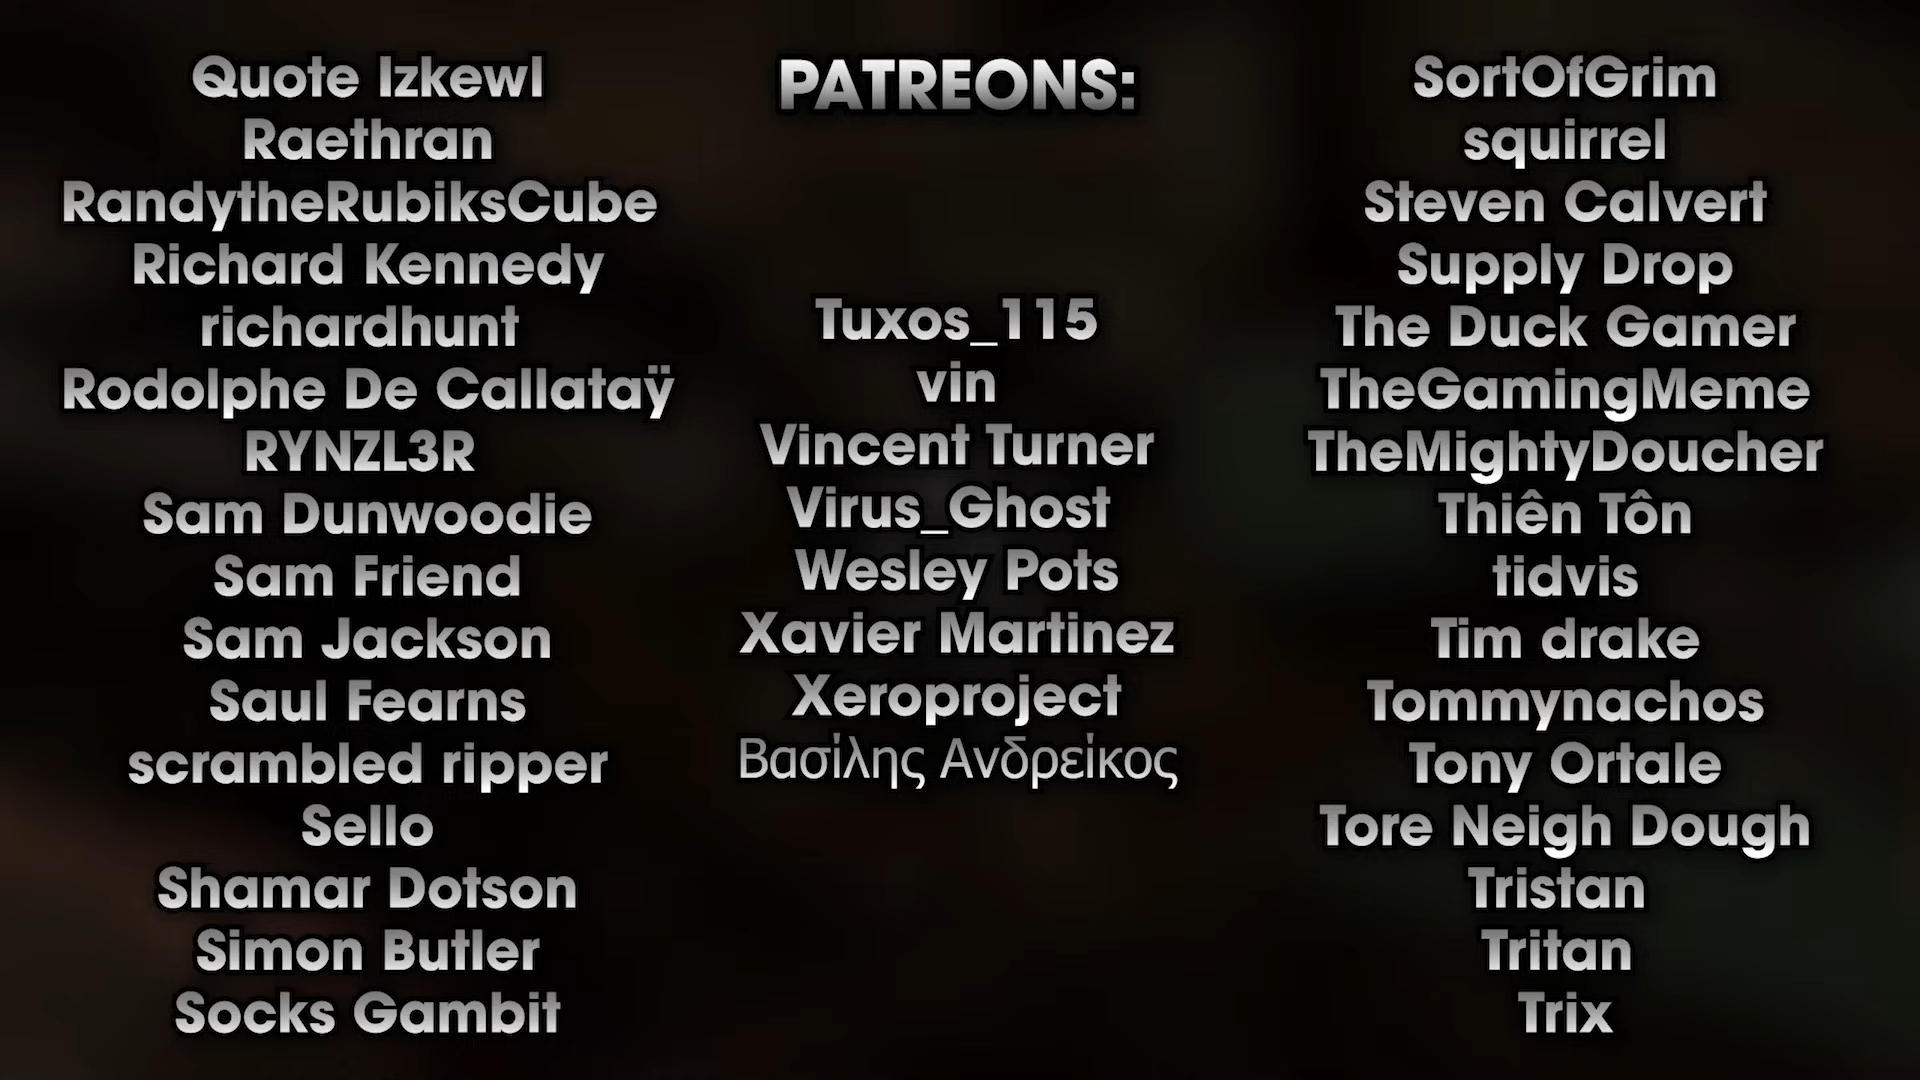 Quote Izkewl
Raethran
RandytheRubiksCube
Richard Kennedy
richardhunt
Rodolphe De Callataÿ
RYNZL3R
Sam Dunwoodie
Sam Friend
Sam Jackson
Saul Fearns
scrambled ripper
Sello
Shamar Dotson
Simon Butler
Socks Gambit
PATREONS:
Tuxos_115
vin
Vincent Turner
Virus_Ghost
Wesley Pots
Xavier Martinez
Xeroproject
Βασίλης Ανδρείκος
SortOfGrim
squirrel
Steven Calvert
Supply Drop
The Duck Gamer
TheGamingMeme
TheMightyDoucher
Thiên Tôn
tidvis
Tim drake
Tommynachos
Tony Ortale
Tore Neigh Dough
Tristan
Tritan
Trix